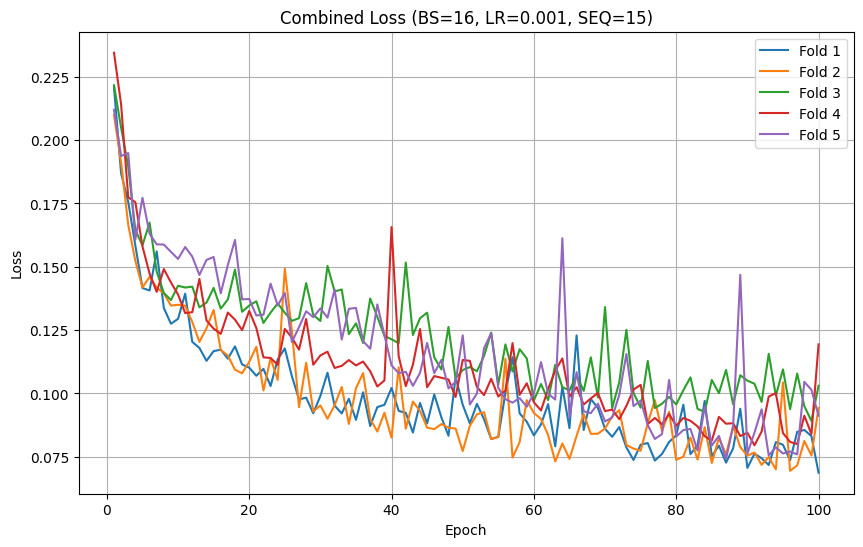 Combined Loss (BS=16, LR=0.001, SEQ=15)
Fold 1
Fold 2
Fold 3
Fold 4
Fold 5
0.225
0.200
0.175
0.150
0.125
0.100
0.075
Loss
0 20 40 60 80 100
Epoch